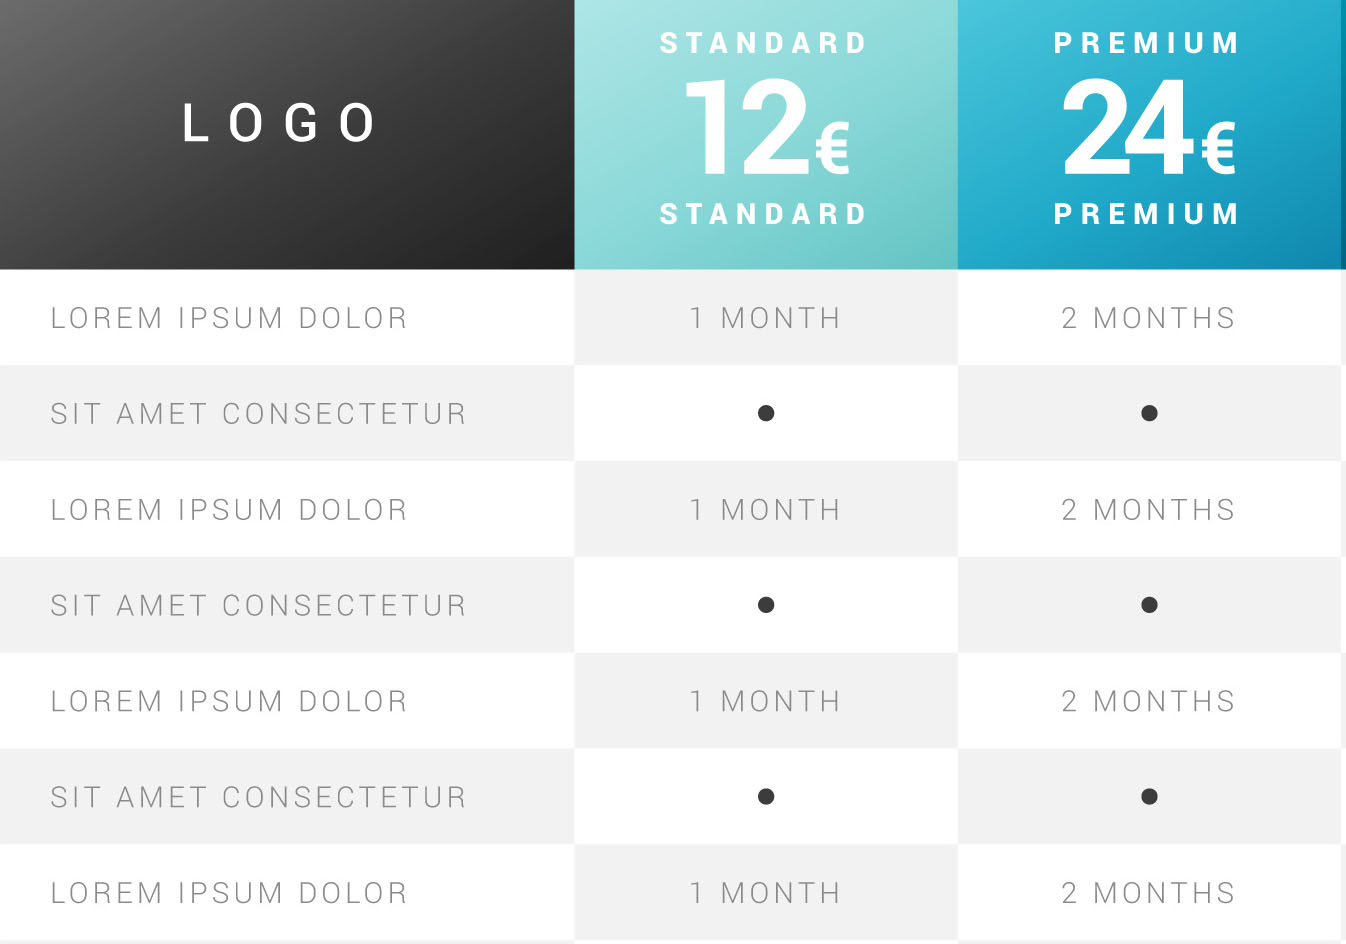 LOGO
STANDARD
12€
STANDARD
PREMIUM
24€
PREMIUM
LOREM IPSUM DOLOR 1 MONTH 2 MONTHS
SIT AMET CONSECTETUR ● ●
LOREM IPSUM DOLOR 1 MONTH 2 MONTHS
SIT AMET CONSECTETUR ● ●
LOREM IPSUM DOLOR 1 MONTH 2 MONTHS
SIT AMET CONSECTETUR ● ●
LOREM IPSUM DOLOR 1 MONTH 2 MONTHS